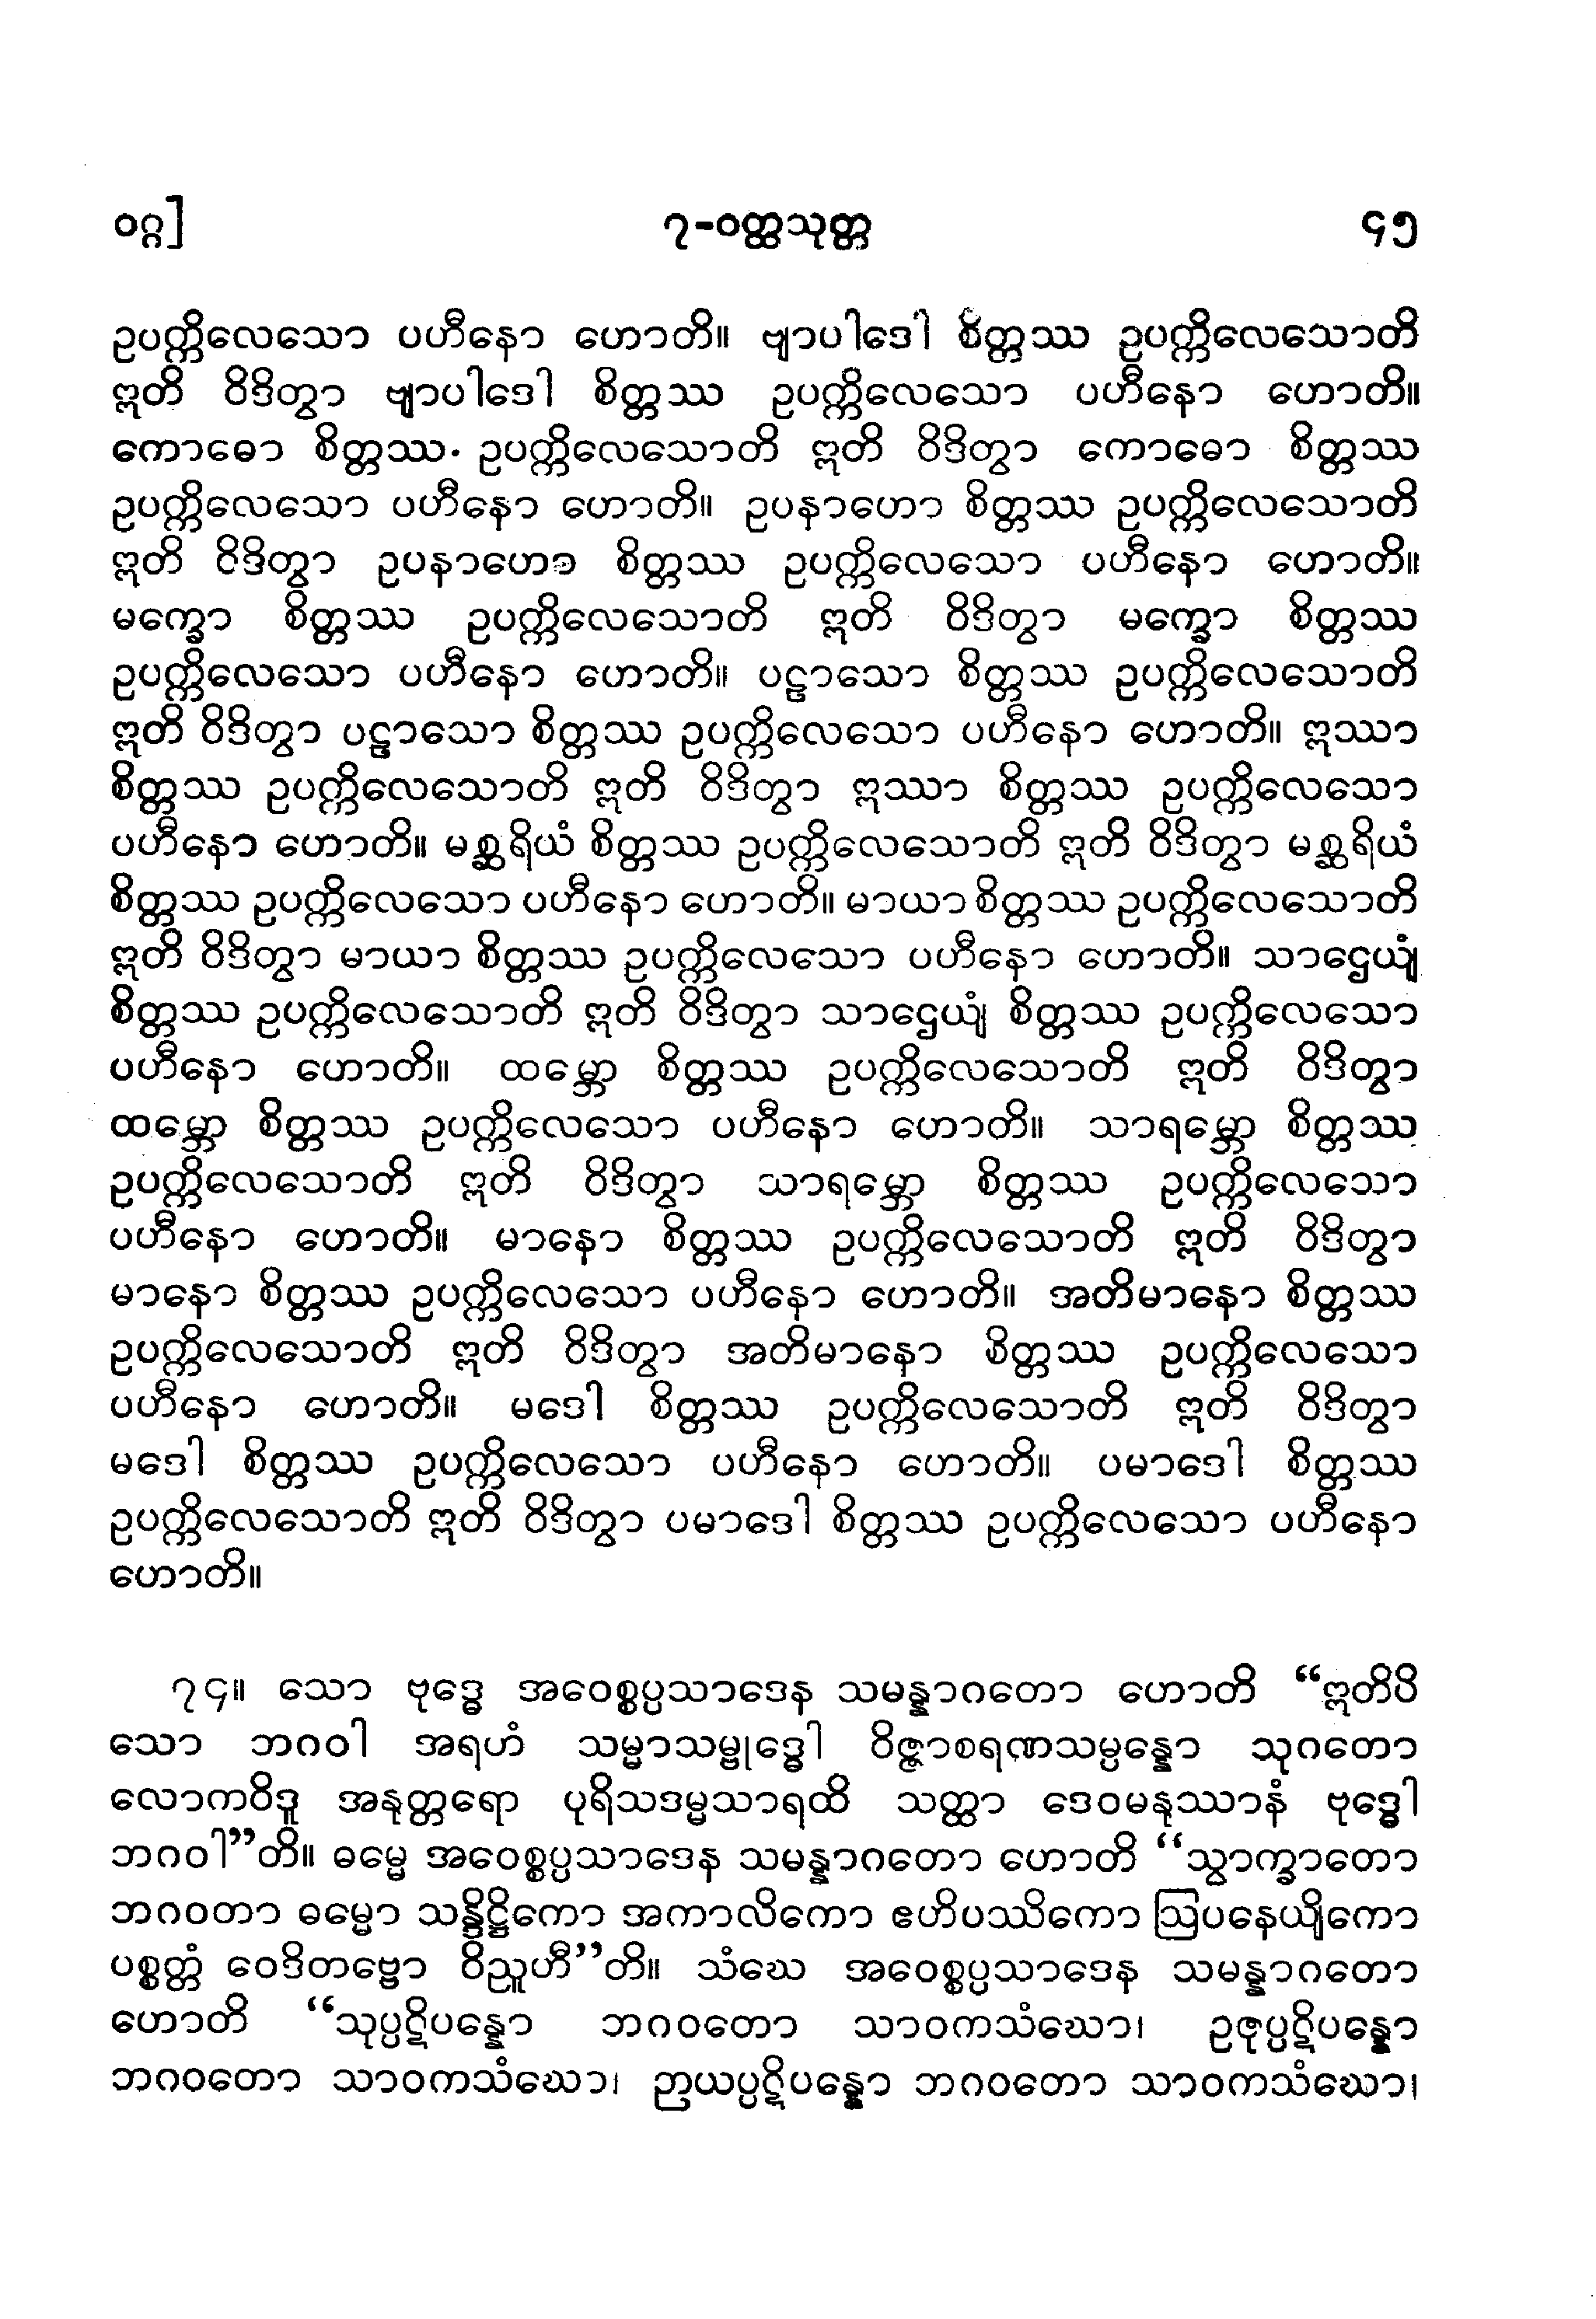 ဝဂ္ဂ] ၇-ဝတ္ထသုတ္တ ၄၅
ဥပက္ကိလေသော ပဟီနော ဟောတိ။ ဗျာပါဒေါ စိတ္တဿ ဥပက္ကိလေသောတိ
ဣတိ ဝိဒိတွာ ဗျာပါဒေါ စိတ္တဿ ဥပက္ကိလေသော ပဟီနော ဟောတိ။
ကောဓော စိတ္တဿ ဥပက္ကိလေသောတိ ဣတိ ဝိဒိတွာ ကောဓော စိတ္တဿ
ဥပက္ကိလေသော ပဟီနော ဟောတိ။ ဥပနာဟော စိတ္တဿ ဥပက္ကိလေသောတိ
ဣတိ ဝိဒိတွာ ဥပနာဟော စိတ္တဿ ဥပက္ကိလေသော ပဟီနော ဟောတိ။
မက္ခော စိတ္တဿ ဥပက္ကိလေသောတိ ဣတိ ဝိဒိတွာ မက္ခော စိတ္တဿ
ဥပက္ကိလေသော ပဟီနော ဟောတိ။ ပဠာသော စိတ္တဿ ဥပက္ကိလေသောတိ
ဣတိ ဝိဒိတွာ ပဠာသော စိတ္တဿ ဥပက္ကိလေသော ပဟီနော ဟောတိ။ ဣဿာ
စိတ္တဿ ဥပက္ကိလေသောတိ ဣတိ ဝိဒိတွာ ဣဿာ စိတ္တဿ ဥပက္ကိလေသော
ပဟီနော ဟောတိ။ မစ္ဆရိယံ စိတ္တဿ ဥပက္ကိလေသောတိ ဣတိ ဝိဒိတွာ မစ္ဆရိယံ
စိတ္တဿ ဥပက္ကိလေသော ပဟီနော ဟောတိ။ မာယာ စိတ္တဿ ဥပက္ကိလေသောတိ
ဣတိ ဝိဒိတွာ မာယာ စိတ္တဿ ဥပက္ကိလေသော ပဟီနော ဟောတိ။ သာဌေယျံ
စိတ္တဿ ဥပက္ကိလေသောတိ ဣတိ ဝိဒိတွာ သာဌေယျံ စိတ္တဿ ဥပက္ကိလေသော
ပဟီနော ဟောတိ။ ထမ္ဘော စိတ္တဿ ဥပက္ကိလေသောတိ ဣတိ ဝိဒိတွာ
ထမ္ဘော စိတ္တဿ ဥပက္ကိလေသော ပဟီနော ဟောတိ။ သာရမ္ဘော စိတ္တဿ
ဥပက္ကိလေသောတိ ဣတိ ဝိဒိတွာ သာရမ္ဘော စိတ္တဿ ဥပက္ကိလေသော
ပဟီနော ဟောတိ။ မာနော စိတ္တဿ ဥပက္ကိလေသောတိ ဣတိ ဝိဒိတွာ
မာနော စိတ္တဿ ဥပက္ကိလေသော ပဟီနော ဟောတိ။ အတိမာနော စိတ္တဿ
ဥပက္ကိလေသောတိ ဣတိ ဝိဒိတွာ အတိမာနော စိတ္တဿ ဥပက္ကိလေသော
ပဟီနော ဟောတိ။ မဒေါ စိတ္တဿ ဥပက္ကိလေသောတိ ဣတိ ဝိဒိတွာ
မဒေါ စိတ္တဿ ဥပက္ကိလေသော ပဟီနော ဟောတိ။ ပမာဒေါ စိတ္တဿ
ဥပက္ကိလေသောတိ ဣတိ ဝိဒိတွာ ပမာဒေါ စိတ္တဿ ဥပက္ကိလေသော ပဟီနော
ဟောတိ။
၇၄။ သော ဗုဒ္ဓေ အဝေစ္စပ္ပသာဒေန သမန္နာဂတော ဟောတိ “ဣတိပိ
သော ဘဂဝါ အရဟံ သမ္မာသမ္ဗုဒ္ဓေါ ဝိဇ္ဇာစရဏသမ္ပန္နော သုဂတော
လောကဝိဒူ အနုတ္တရော ပုရိသဒမ္မသာရထိ သတ္ထာ ဒေဝမနုဿာနံ ဗုဒ္ဓေါ
ဘဂဝါ”တိ။ ဓမ္မေ အဝေစ္စပ္ပသာဒေန သမန္နာဂတော ဟောတိ “သွာက္ခာတော
ဘဂဝတာ ဓမ္မော သန္ဒိဋ္ဌိကော အကာလိကော ဧဟိပဿိကော ဩပနေယျိကော
ပစ္စတ္တံ ဝေဒိတဗ္ဗော ဝိညူဟီ”တိ။ သံဃေ အဝေစ္စပ္ပသာဒေန သမန္နာဂတော
ဟောတိ “သုပ္ပဋိပန္နော ဘဂဝတော သာဝကသံဃော၊ ဥဇုပ္ပဋိပန္နော
ဘဂဝတော သာဝကသံဃော၊ ဉာယပ္ပဋိပန္နော ဘဂဝတော သာဝကသံဃော၊